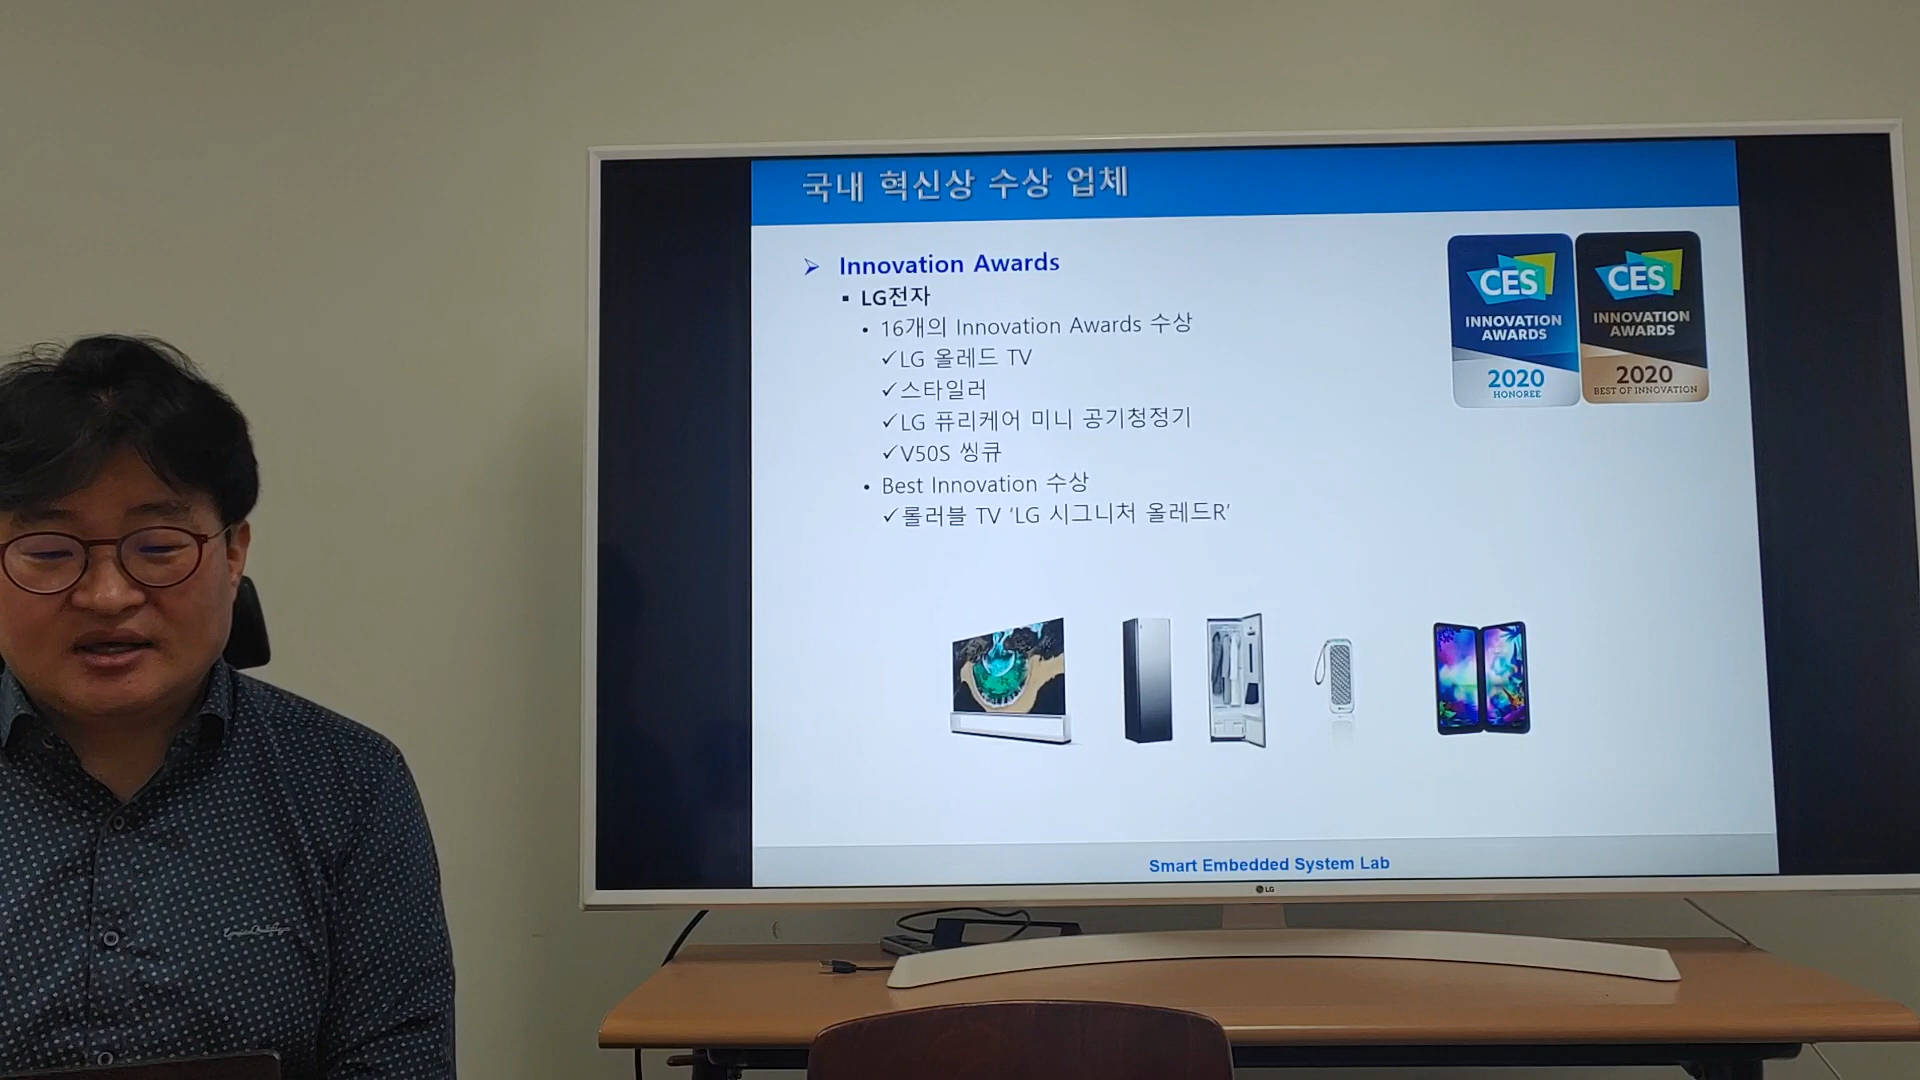 국내 혁신상 수상 업체
➢ Innovation Awards
▪ LG전자
• 16개의 Innovation Awards 수상
✓LG 올레드 TV
✓스타일러
✓LG 퓨리케어 미니 공기청정기
✓V50S 씽큐
• Best Innovation 수상
✓롤러블 TV ‘LG 시그니처 올레드R’
CES
INNOVATION
AWARDS
2020
HONOREE
CES
INNOVATION
AWARDS
2020
BEST OF INNOVATION
Smart Embedded System Lab
LG